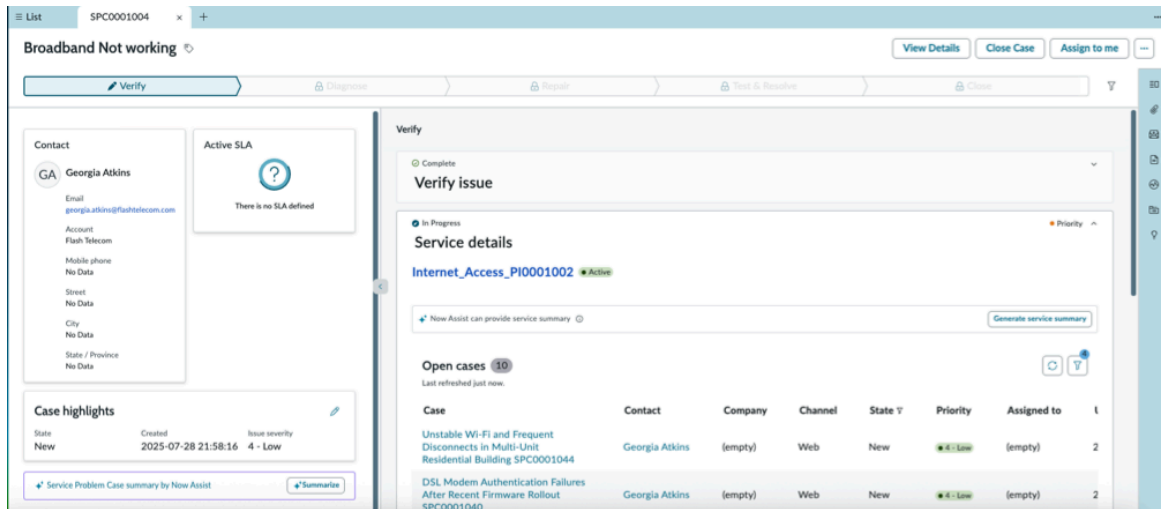 ≡ List
SPC0001004 × +
Broadband Not working
View Details
Close Case
Assign to me
Verify
Diagnose
Repair
Test & Resolve
Close
Contact
GA
Georgia Atkins
Email
georgia.atkins@flashtelecom.com
Account
Flash Telecom
Mobile phone
No Data
Street
No Data
City
No Data
State / Province
No Data
Active SLA
?
There is no SLA defined
Case highlights
State Created Issue severity
New 2025-07-28 21:58:16 4 - Low
Service Problem Case summary by Now Assist
Summarize
Verify
Complete
Verify issue
In Progress
Priority
Service details
Internet_Access_PI0001002
Active
Now Assist can provide service summary
Generate service summary
Open cases 10
4
Last refreshed just now.
Case Contact Company Channel State Priority Assigned to
Unstable Wi-Fi and Frequent
Disconnects in Multi-Unit
Residential Building SPC0001044
Georgia Atkins (empty) Web New 4 - Low (empty) 2
DSL Modem Authentication Failures
After Recent Firmware Rollout
SPC0001040
Georgia Atkins (empty) Web New 4 - Low (empty) 2